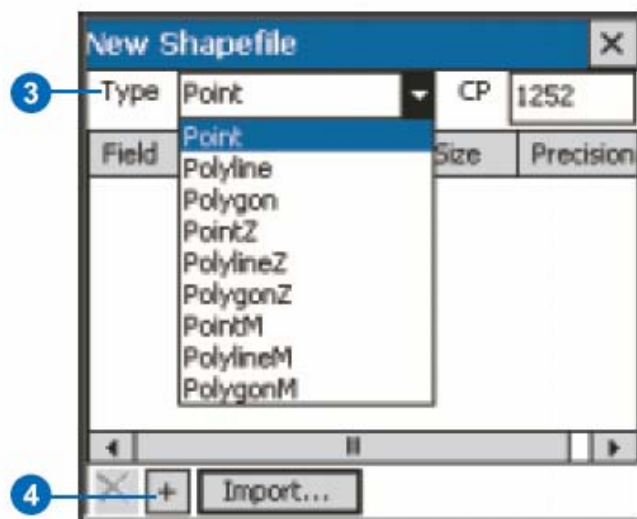 New Shapefile
3 Type Point CP 1252
Field Size Precision
Point
Polyline
Polygon
PointZ
PolylineZ
PolygonZ
PointM
PolylineM
PolygonM
4 + Import...